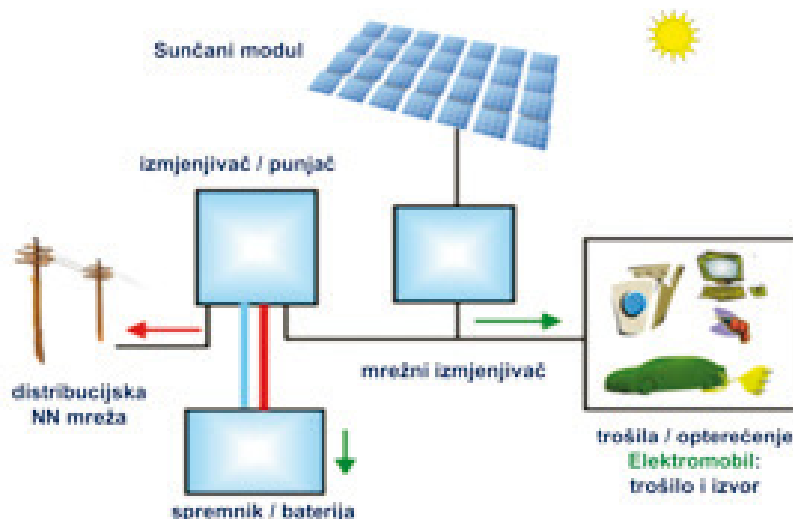 Sunčani modul
izmjenjivač / punjač
mrežni izmjenjivač
distribucijska
NN mreža
trošila / opterećenje
Elektromobil:
trošilo i izvor
spremnik / baterija